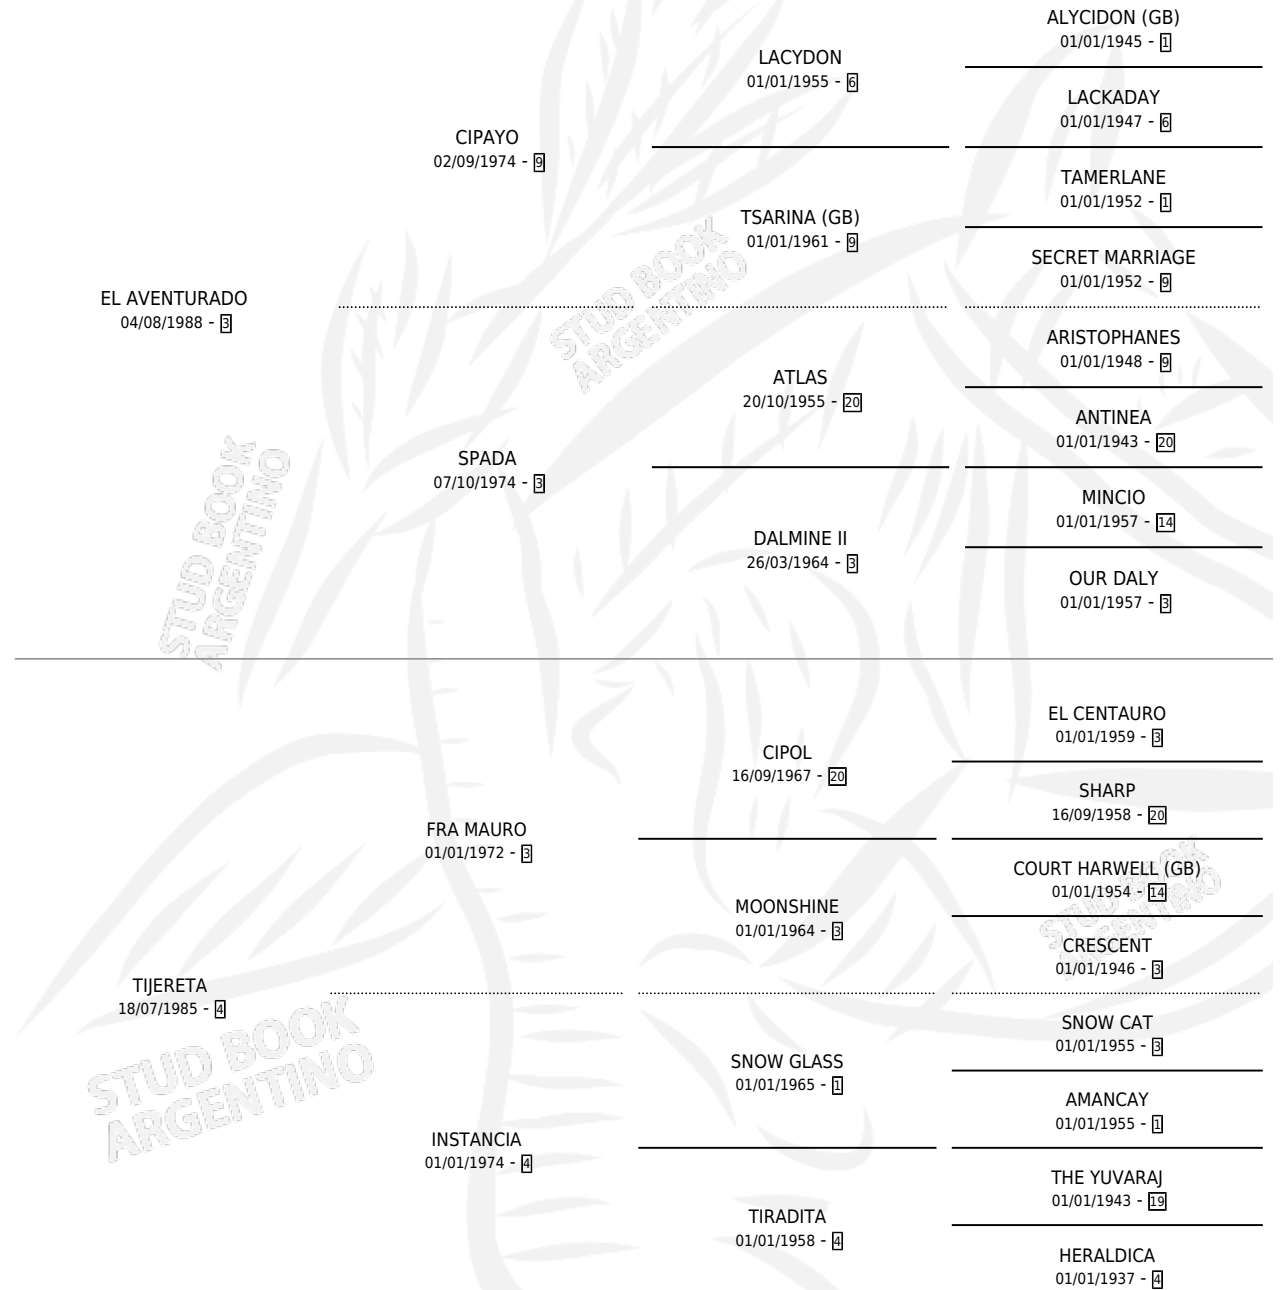 ALYCIDON (GB)
01/01/1945 - 1
LACYDON
01/01/1955 - 6
LACKADAY
01/01/1947 - 6
CIPAYO
02/09/1974 - 9
TAMERLANE
01/01/1952 - 1
TSARINA (GB)
01/01/1961 - 9
SECRET MARRIAGE
01/01/1952 - 9
EL AVENTURADO
04/08/1988 - 3
STUD BOOK
ARGENTINO
ARISTOPHANES
01/01/1948 - 9
ATLAS
20/10/1955 - 20
ANTINEA
01/01/1943 - 20
SPADA
07/10/1974 - 3
MINCIO
01/01/1957 - 14
DALMINE II
26/03/1964 - 3
OUR DALY
01/01/1957 - 3
STUD BOOK
ARGENTINO
EL CENTAURO
01/01/1959 - 3
CIPOL
16/09/1967 - 20
SHARP
16/09/1958 - 20
FRA MAURO
01/01/1972 - 3
COURT HARWELL (GB)
01/01/1954 - 14
MOONSHINE
01/01/1964 - 3
CRESCENT
01/01/1946 - 3
STUD BOOK
ARGENTINO
TIJERETA
18/07/1985 - 4
SNOW CAT
01/01/1955 - 3
SNOW GLASS
01/01/1965 - 1
AMANCAY
01/01/1955 - 1
STUD BOOK
ARGENTINO
INSTANCIA
01/01/1974 - 4
THE YUVARAJ
01/01/1943 - 19
TIRADITA
01/01/1958 - 4
HERALDICA
01/01/1937 - 4